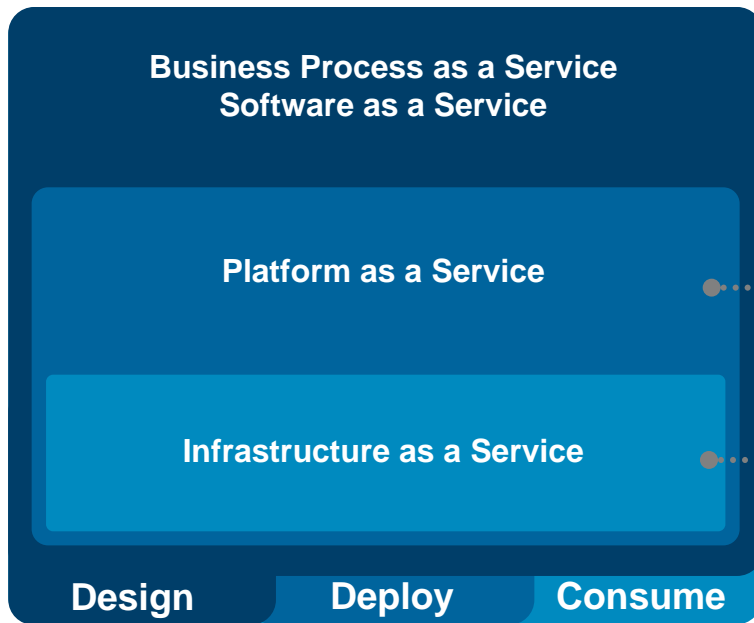 Business Process as a Service
Software as a Service
Platform as a Service
Infrastructure as a Service
Design Deploy Consume